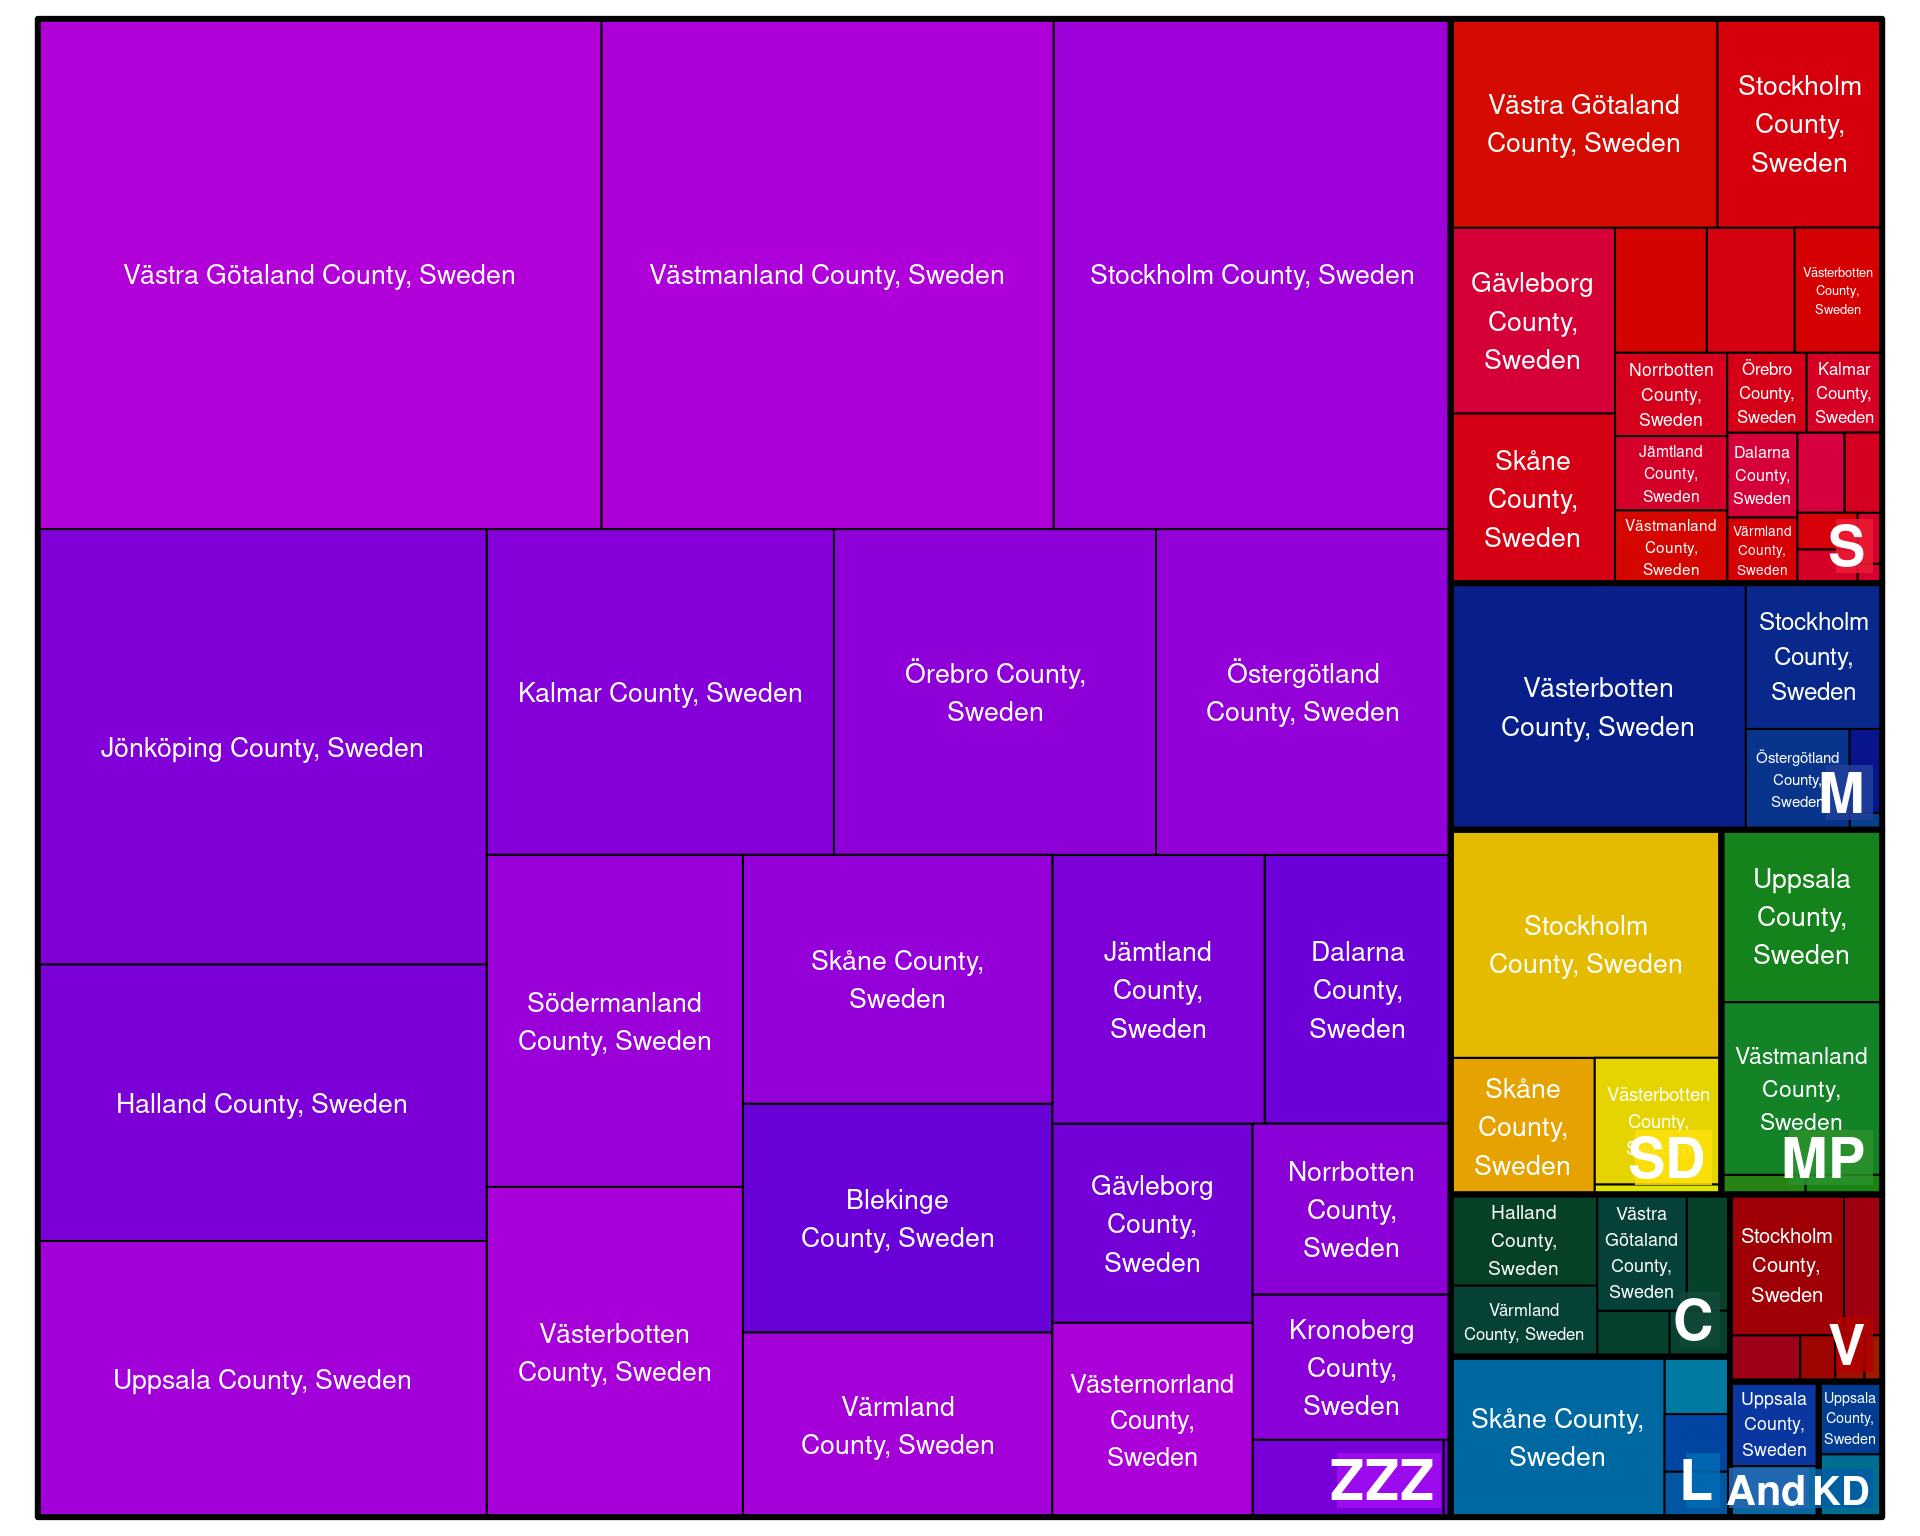 Västra Götaland County, Sweden
Västmanland County, Sweden
Stockholm County, Sweden
Jönköping County, Sweden
Kalmar County, Sweden
Örebro County,
Sweden
Östergötland
County, Sweden
Halland County, Sweden
Uppsala County, Sweden
Södermanland
County, Sweden
Västerbotten
County, Sweden
Skåne County,
Sweden
Blekinge
County, Sweden
Värmland
County, Sweden
Jämtland
County,
Sweden
Dalarna
County,
Sweden
Gävleborg
County,
Sweden
Västernorrland
County,
Sweden
Norrbotten
County,
Sweden
Kronoberg
County,
Sweden
ZZZ
Västra Götaland
County, Sweden
Stockholm
County,
Sweden
Gävleborg
County,
Sweden
Skåne
County,
Sweden
Västerbotten
County,
Sweden
Norrbotten
County,
Sweden
Örebro
County,
Sweden
Kalmar
County,
Sweden
Jämtland
County,
Sweden
Dalarna
County,
Sweden
Västmanland
County,
Sweden
Värmland
County,
Sweden
S
Västerbotten
County, Sweden
Stockholm
County,
Sweden
Östergötland
County,
Sweden
M
Stockholm
County, Sweden
Skåne
County,
Sweden
Västerbotten
County,
SD
Uppsala
County,
Sweden
Västmanland
County,
Sweden
MP
Halland
County,
Sweden
Värmland
County, Sweden
Västra
Götaland
County,
Sweden
C
Stockholm
County,
Sweden
V
Skåne County,
Sweden
L
Uppsala
County,
Sweden
And
Uppsala
County,
Sweden
KD